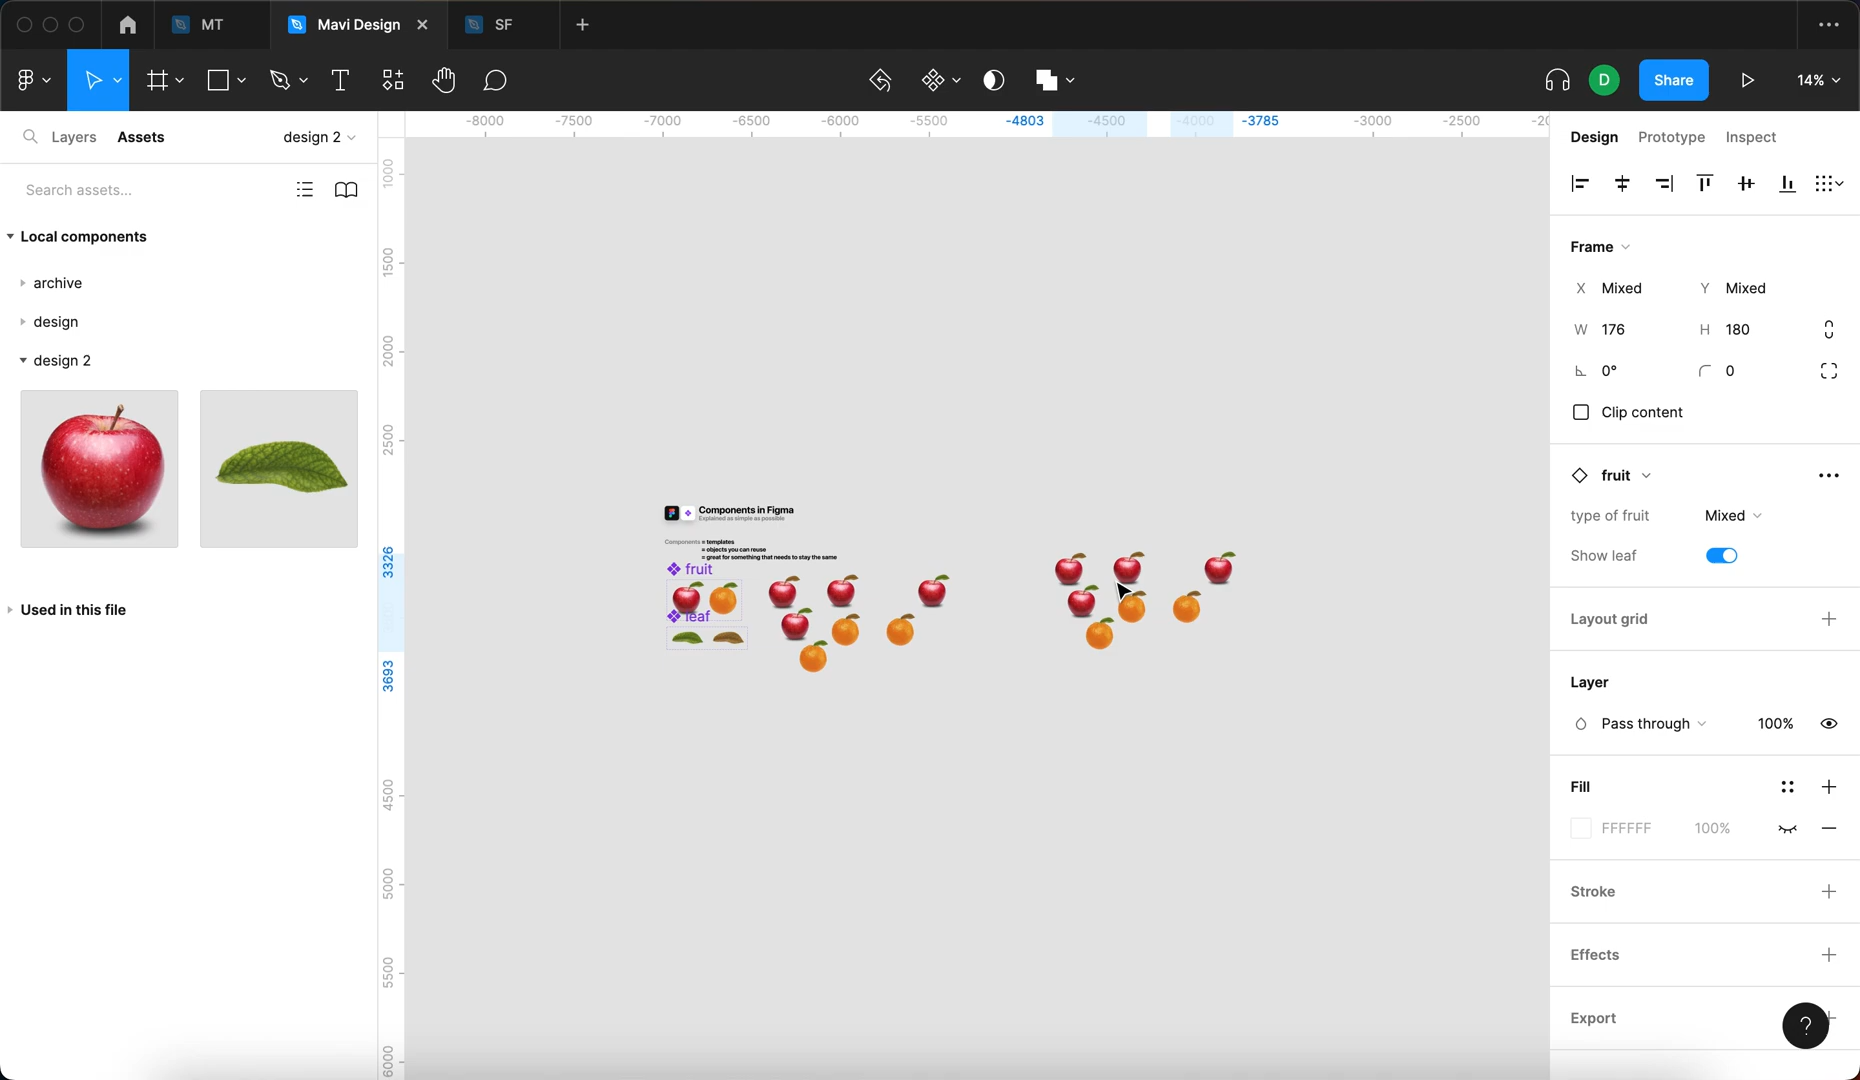 MT
Mavi Design
SF
D
Share
14%
Layers
Assets
design 2
Search assets...
Local components
archive
design
design 2
Used in this file
-8000
-7500
-7000
-6500
-6000
-5500
-4803
-4500
-4000
-3785
-3000
-2500
-20
1000
1500
2000
2500
3326
3693
4500
5000
5500
6000
Components in Figma
Explained as simple as possible
Components = templates
= objects you can reuse
= great for something that needs to stay the same
fruit
leaf
Design
Prototype
Inspect
Frame
X Mixed
Y Mixed
W 176
H 180
0°
0
Clip content
fruit
type of fruit
Mixed
Show leaf
Layout grid
Layer
Pass through
100%
Fill
FFFFFF
100%
Stroke
Effects
Export
?